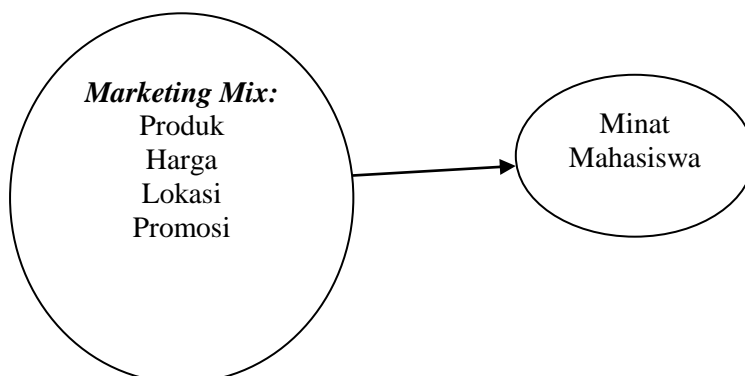 Marketing Mix:
Produk
Harga
Lokasi
Promosi
Minat
Mahasiswa